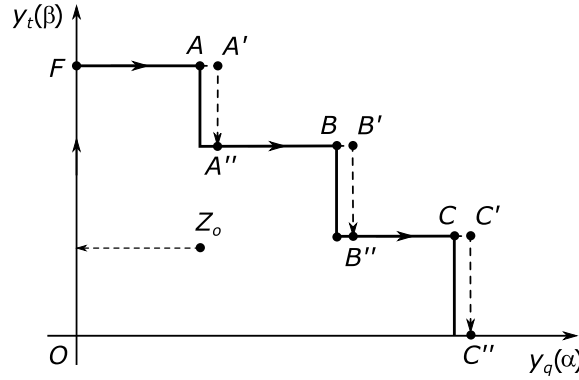 y_t(β)
A A′
F
B B′
A″
Z_o
C C′
B″
O
C″
y_q(α)